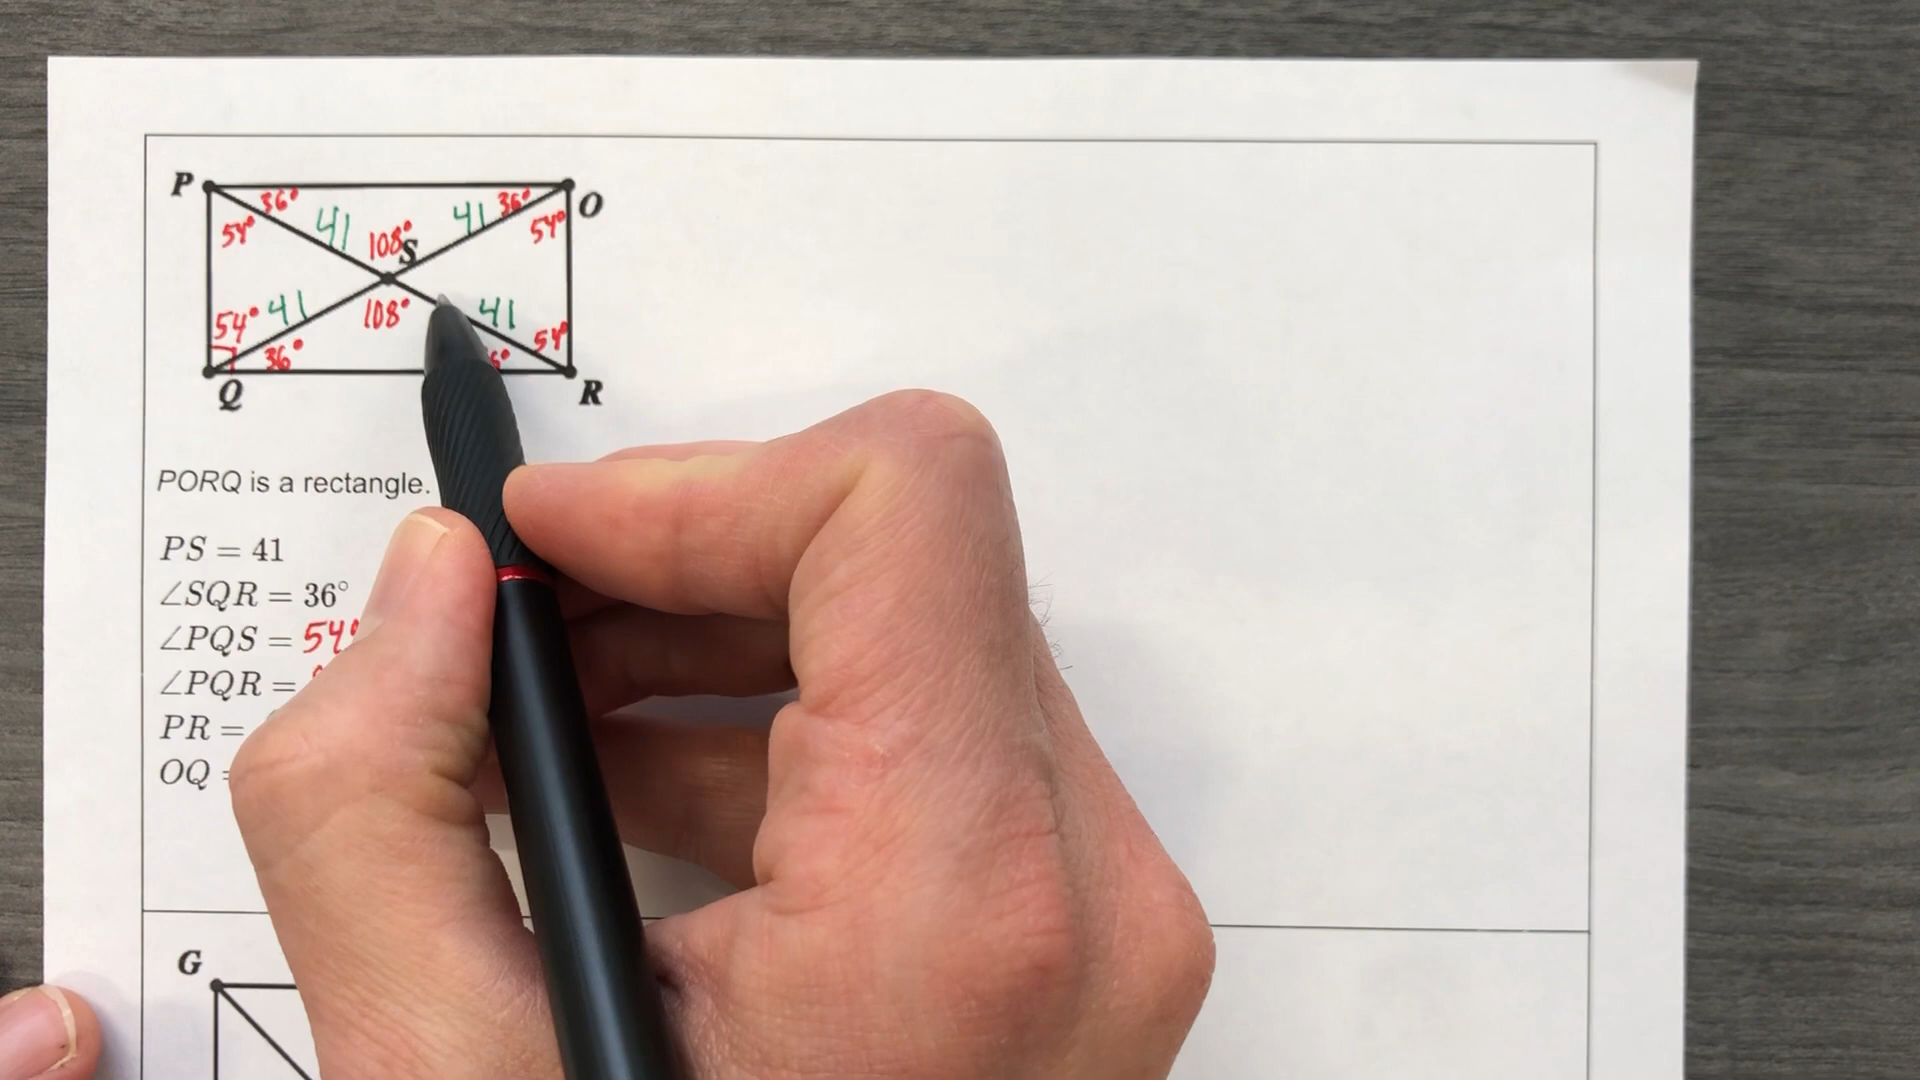 P
36° 36° O
54° 41 41 54°
108° S
54° 41 108° 41 54°
36°
Q R
PORQ is a rectangle.
PS = 41
∠SQR = 36°
∠PQS = 54°
∠PQR =
PR =
OQ
G